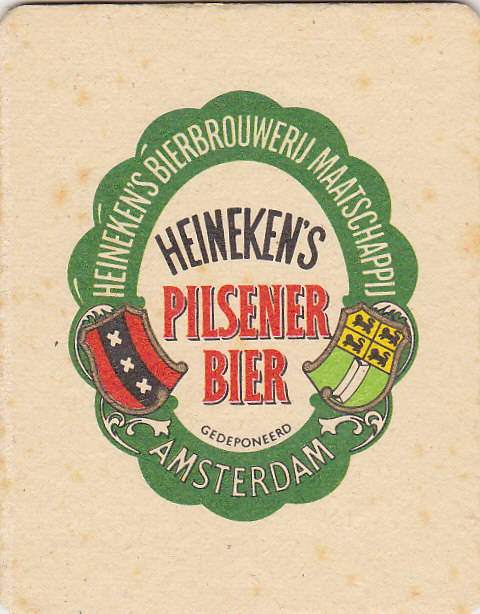 HEINEKEN'S BIERBROUWERIJ MAATSCHAPPIJ
HEINEKEN'S
PILSENER
BIER
GEDEPONEERD
AMSTERDAM